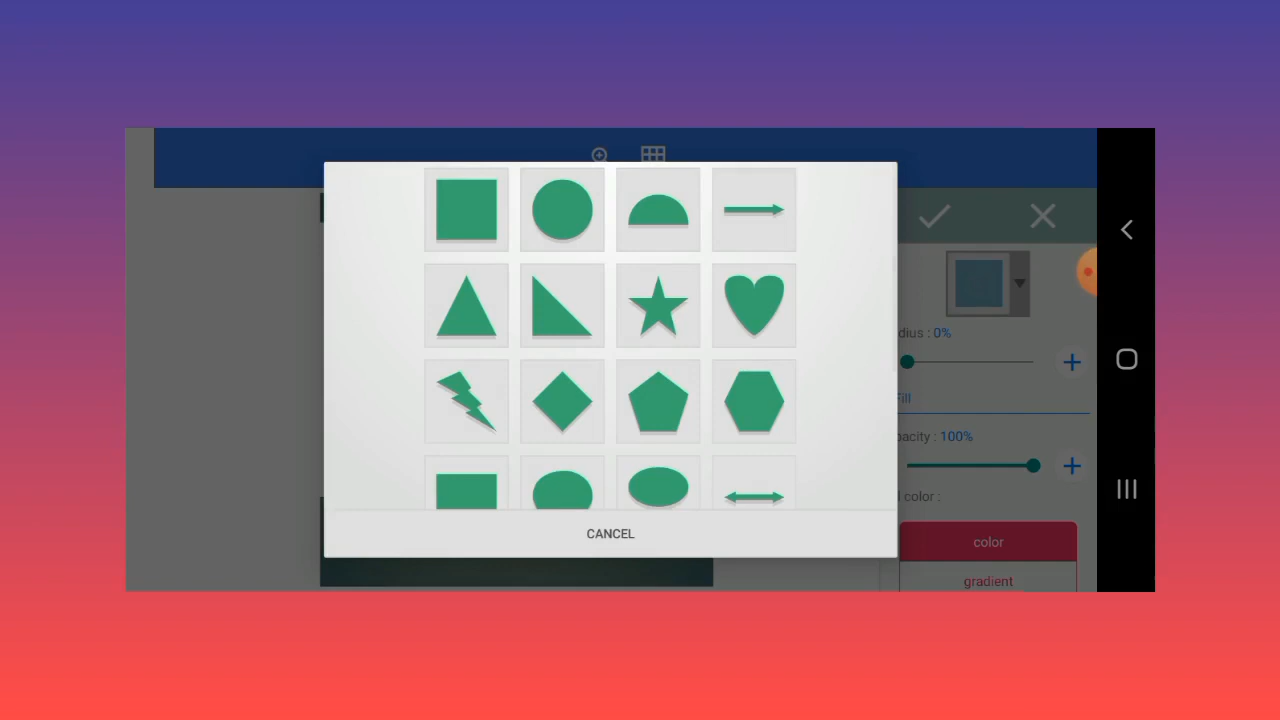 dius : 0%
Fill
pacity : 100%
l color :
color
gradient
CANCEL